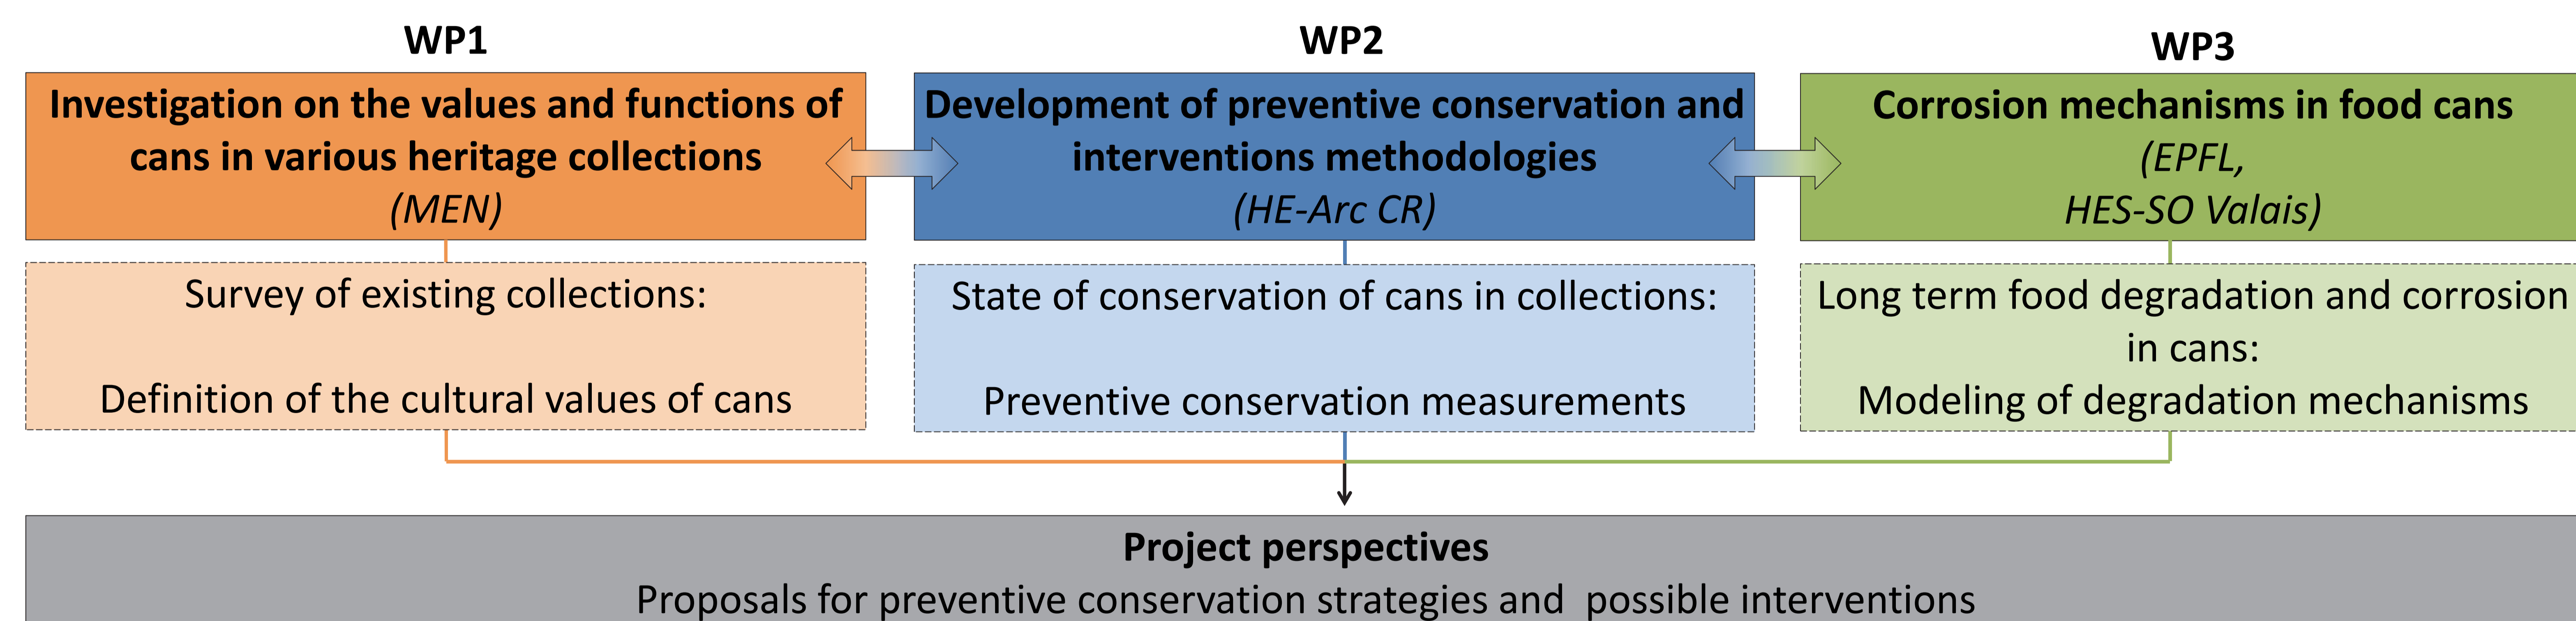 WP1
Investigation on the values and functions of
cans in various heritage collections
(MEN)
Survey of existing collections:
Definition of the cultural values of cans
WP2
Development of preventive conservation and
interventions methodologies
(HE-Arc CR)
State of conservation of cans in collections:
Preventive conservation measurements
WP3
Corrosion mechanisms in food cans
(EPFL,
HES-SO Valais)
Long term food degradation and corrosion
in cans:
Modeling of degradation mechanisms
Project perspectives
Proposals for preventive conservation strategies and  possible interventions